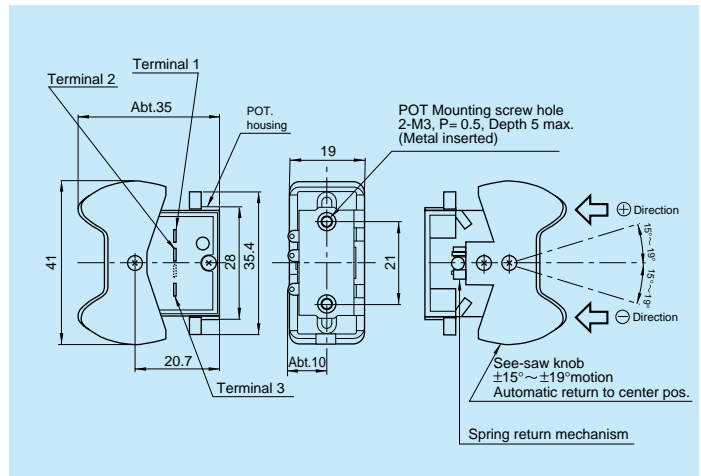 Terminal 1
Terminal 2
Abt.35
POT.
housing
POT Mounting screw hole
2-M3, P= 0.5, Depth 5 max.
(Metal inserted)
19
41
28
35.4
21
20.7
Abt.10
Terminal 3
⊕ Direction
15°～19°
15°～19°
⊖ Direction
See-saw knob
±15°～±19°motion
Automatic return to center pos.
Spring return mechanism